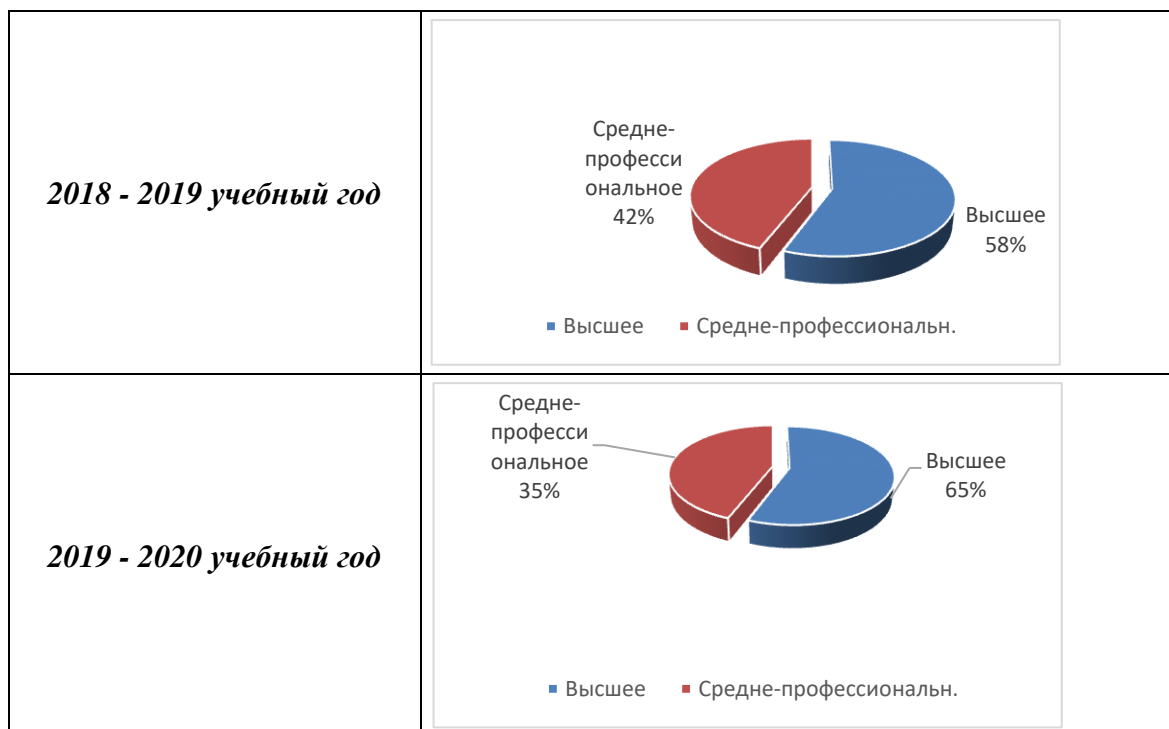 2018 - 2019 учебный год
Средне-
професси
ональное
42%
Высшее
58%
Высшее Средне-профессиональн.
2019 - 2020 учебный год
Средне-
професси
ональное
35%
Высшее
65%
Высшее Средне-профессиональн.